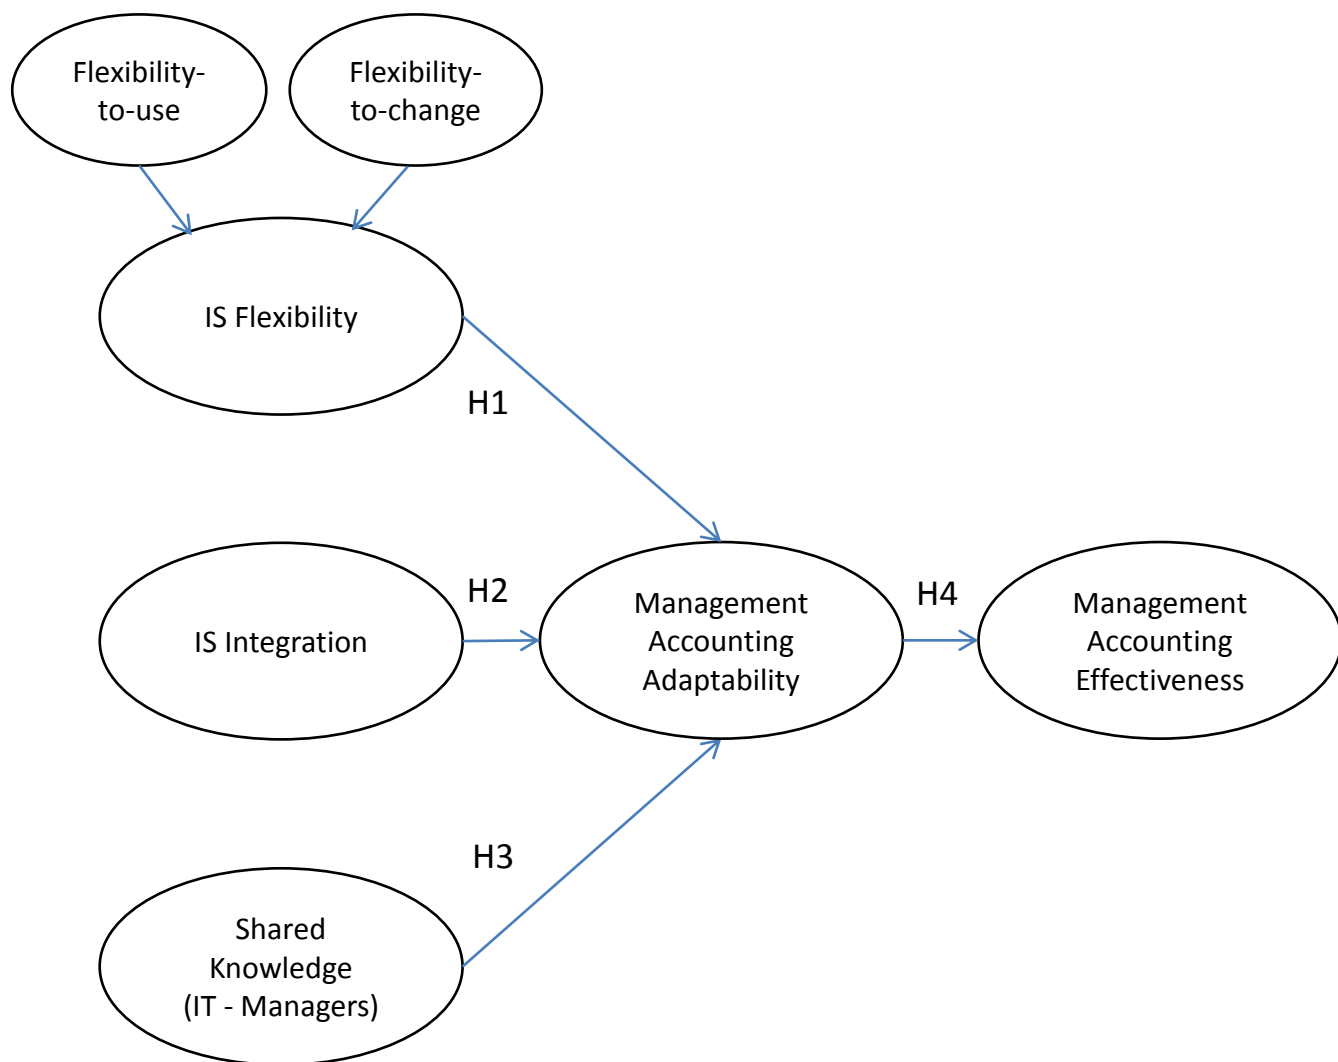 Flexibility-
to-use
Flexibility-
to-change
IS Flexibility
H1
IS Integration
H2
Management
Accounting
Adaptability
H4
Management
Accounting
Effectiveness
H3
Shared
Knowledge
(IT - Managers)